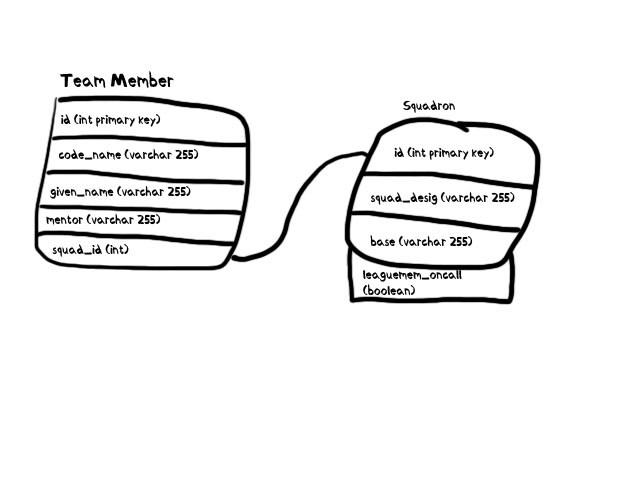 Team Member
id (int primary key)
code_name (varchar 255)
given_name (varchar 255)
mentor (varchar 255)
squad_id (int)
Squadron
id (int primary key)
squad_desig (varchar 255)
base (varchar 255)
leaguemem_oncall
(boolean)